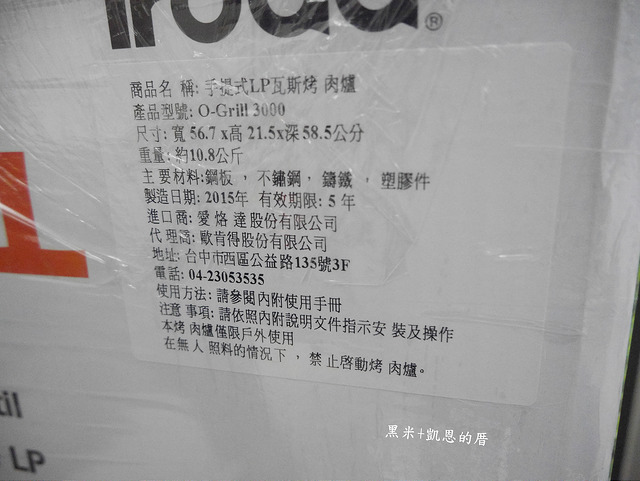 iroda®
商品名 稱: 手提式LP瓦斯烤 肉爐
產品型號: O-Grill 3000
尺寸: 寬 56.7 x高 21.5x深 58.5公分
重量: 約10.8公斤
主 要材料:鋼板 , 不鏽鋼, 鑄鐵 , 塑膠件
製造日期: 2015年 有效期限: 5 年
進口商: 愛 烙 達 股份有限公司
代 理商: 歐肯得股份有限公司
地址: 台中市西區公益路135號3F
電話: 04-23053535
使用方法: 請參閱內附使用手冊
注意 事項: 請依照內附說明文件指示安 裝及操作
本烤 肉爐僅限戶外使用
在無 人 照料的情況下 , 禁 止啓動烤 肉爐。
til
LP
黑米+凱恩的厝